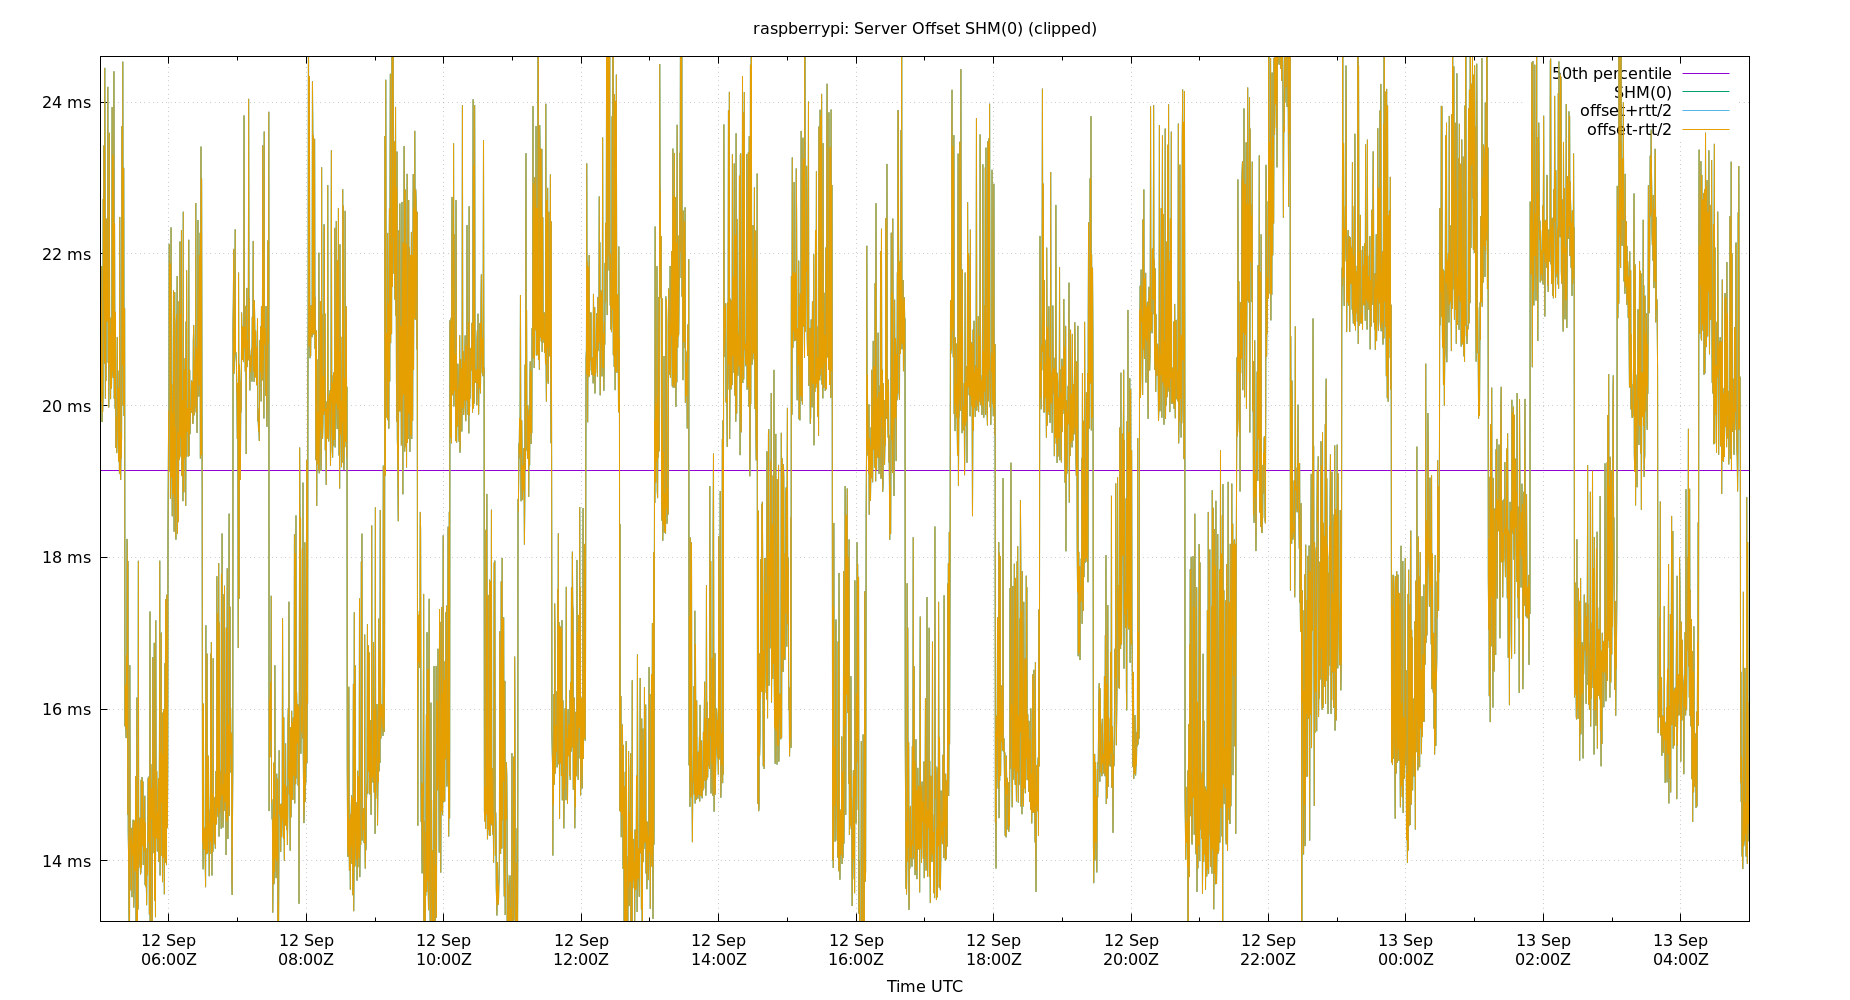 raspberrypi: Server Offset SHM(0) (clipped)
50th percentile
SHM(0)
offset+rtt/2
offset-rtt/2
24 ms
22 ms
20 ms
18 ms
16 ms
14 ms
12 Sep 12 Sep 12 Sep 12 Sep 12 Sep 12 Sep 12 Sep 12 Sep 12 Sep 13 Sep 13 Sep 13 Sep
06:00Z 08:00Z 10:00Z 12:00Z 14:00Z 16:00Z 18:00Z 20:00Z 22:00Z 00:00Z 02:00Z 04:00Z
Time UTC